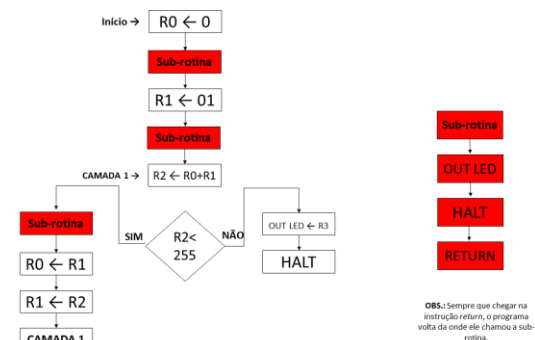 Início →
R0 ← 0
Sub-rotina
R1 ← 01
Sub-rotina
CAMADA 1 →
R2 ← R0+R1
Sub-rotina
SIM
R2<
255
NÃO
OUT LED ← R3
HALT
R0 ← R1
R1 ← R2
CAMADA 1
Sub-rotina
OUT LED
HALT
RETURN
OBS.: Sempre que chegar na
instrução return, o programa
volta da onde ele chamou a sub-
rotina.